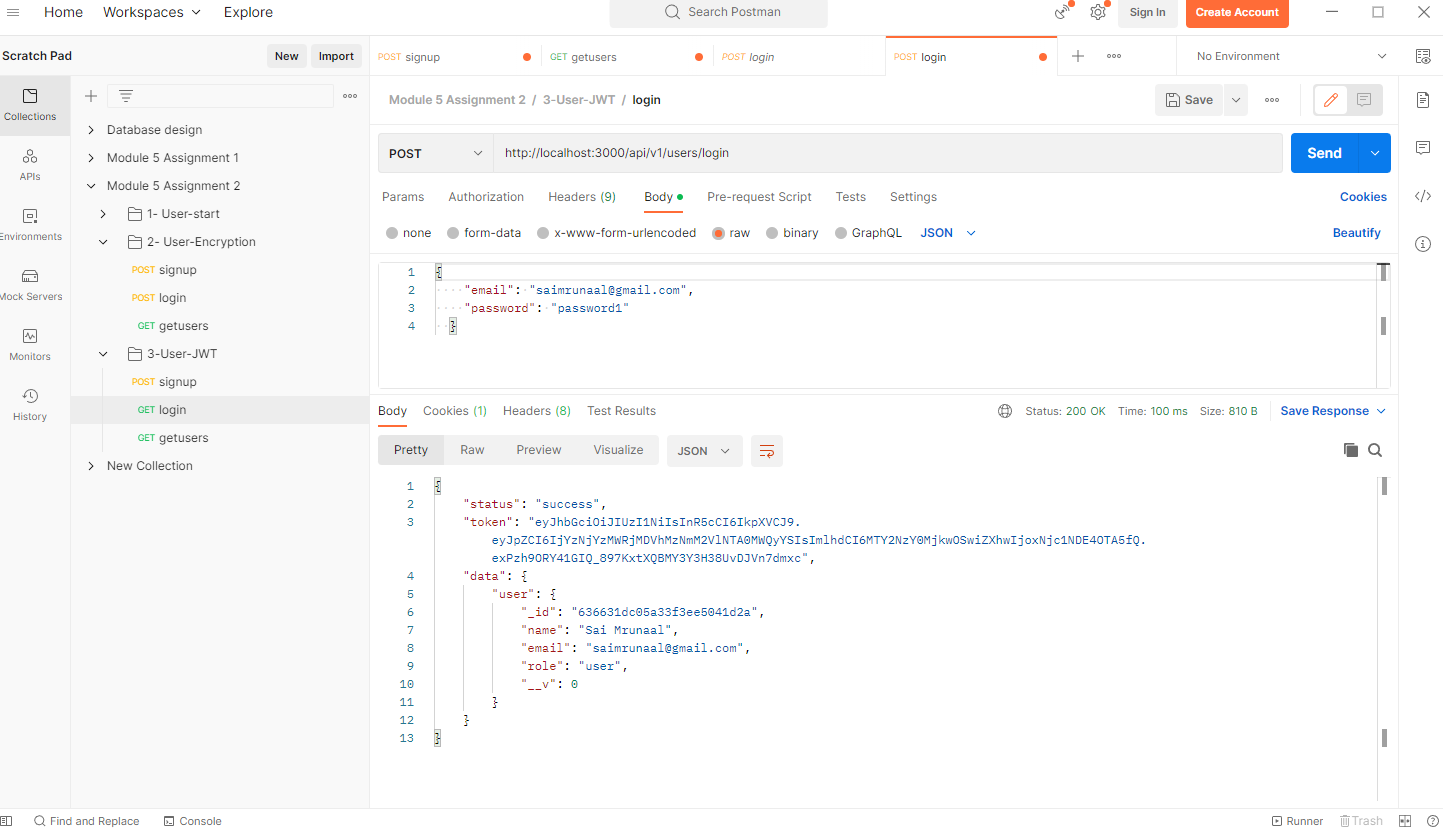 Home Workspaces Explore Search Postman Sign In Create Account
Scratch Pad New Import
POST signup GET getusers POST login POST login No Environment
Collections
APIs
Environments
Mock Servers
Monitors
History
Database design
Module 5 Assignment 1
Module 5 Assignment 2
1- User-start
2- User-Encryption
POST signup
POST login
GET getusers
3-User-JWT
POST signup
GET login
GET getusers
New Collection
Module 5 Assignment 2 / 3-User-JWT / login Save
POST http://localhost:3000/api/v1/users/login Send
Params Authorization Headers (9) Body Pre-request Script Tests Settings Cookies
none form-data x-www-form-urlencoded raw binary GraphQL JSON Beautify
1 {
2 "email": "saimrunaal@gmail.com",
3 "password": "password1"
4 }
Body Cookies (1) Headers (8) Test Results Status: 200 OK Time: 100 ms Size: 810 B Save Response
Pretty Raw Preview Visualize JSON
1 {
2 "status": "success",
3 "token": "eyJhbGciOiJIUzI1NiIsInR5cCI6IkpXVCJ9.
eyJpZCI6IjYzNjYzMWRjMDVhMzNmM2VlNTA0MWQyYSIsImlhdCI6MTY2NzY0MjkwOSwiZXhwIjoxNjc1NDE4OTA5fQ.
exPzh9ORY41GIQ_897KxtXQBMY3Y3H38UvDJVn7dmxc",
4 "data": {
5 "user": {
6 "_id": "636631dc05a33f3ee5041d2a",
7 "name": "Sai Mrunaal",
8 "email": "saimrunaal@gmail.com",
9 "role": "user",
10 "__v": 0
11 }
12 }
13 }
Find and Replace Console Runner Trash